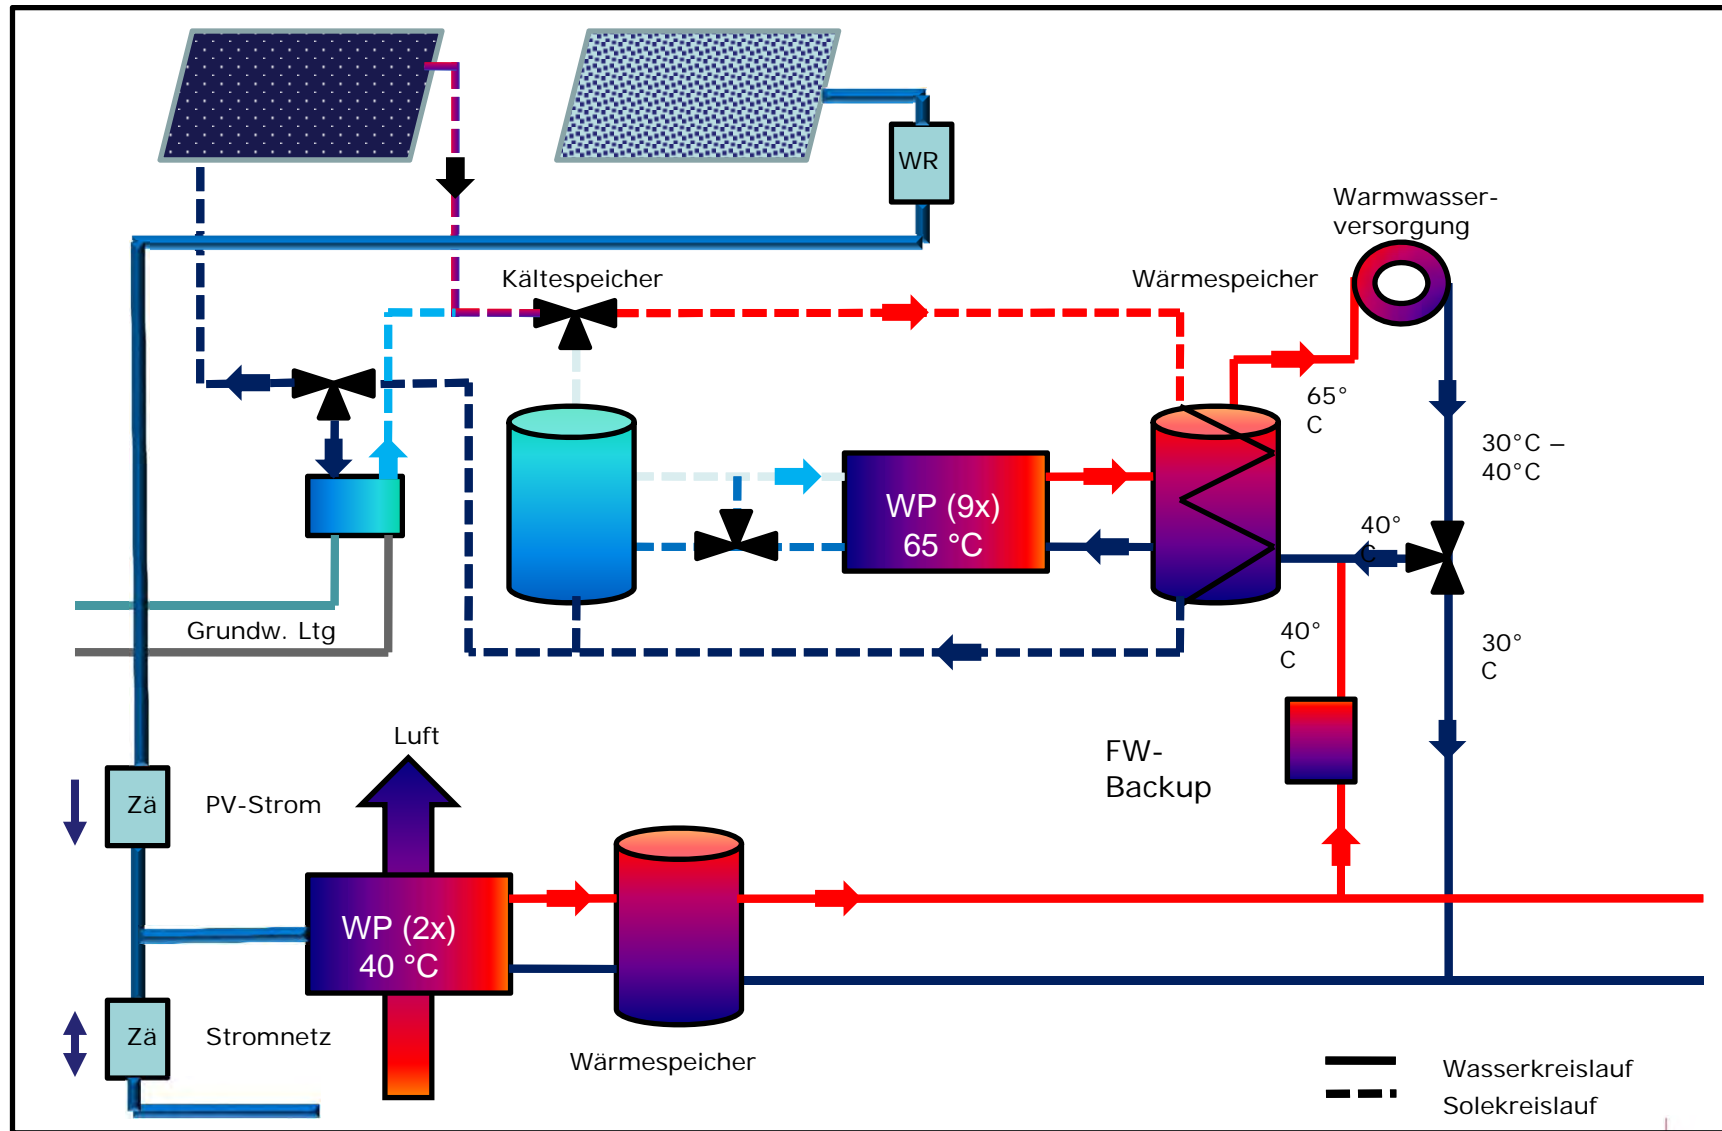 WR
Warmwasser-
versorgung
Kältespeicher
Wärmespeicher
65°
C
30°C –
40°C
WP (9x)
65 °C
40°
C
Grundw. Ltg
40°
C
30°
C
Luft
FW-
Backup
Zä
PV-Strom
WP (2x)
40 °C
Zä
Stromnetz
Wärmespeicher
Wasserkreislauf
Solekreislauf